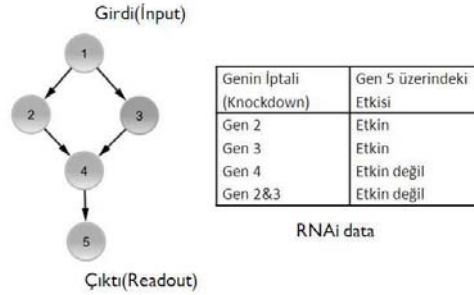 Girdi(İnput)
1
2
3
4
5
Çıktı(Readout)
Genin İptali (Knockdown)
Gen 5 üzerindeki Etkisi
Gen 2
Etkin
Gen 3
Etkin
Gen 4
Etkin değil
Gen 2&3
Etkin değil
RNAi data